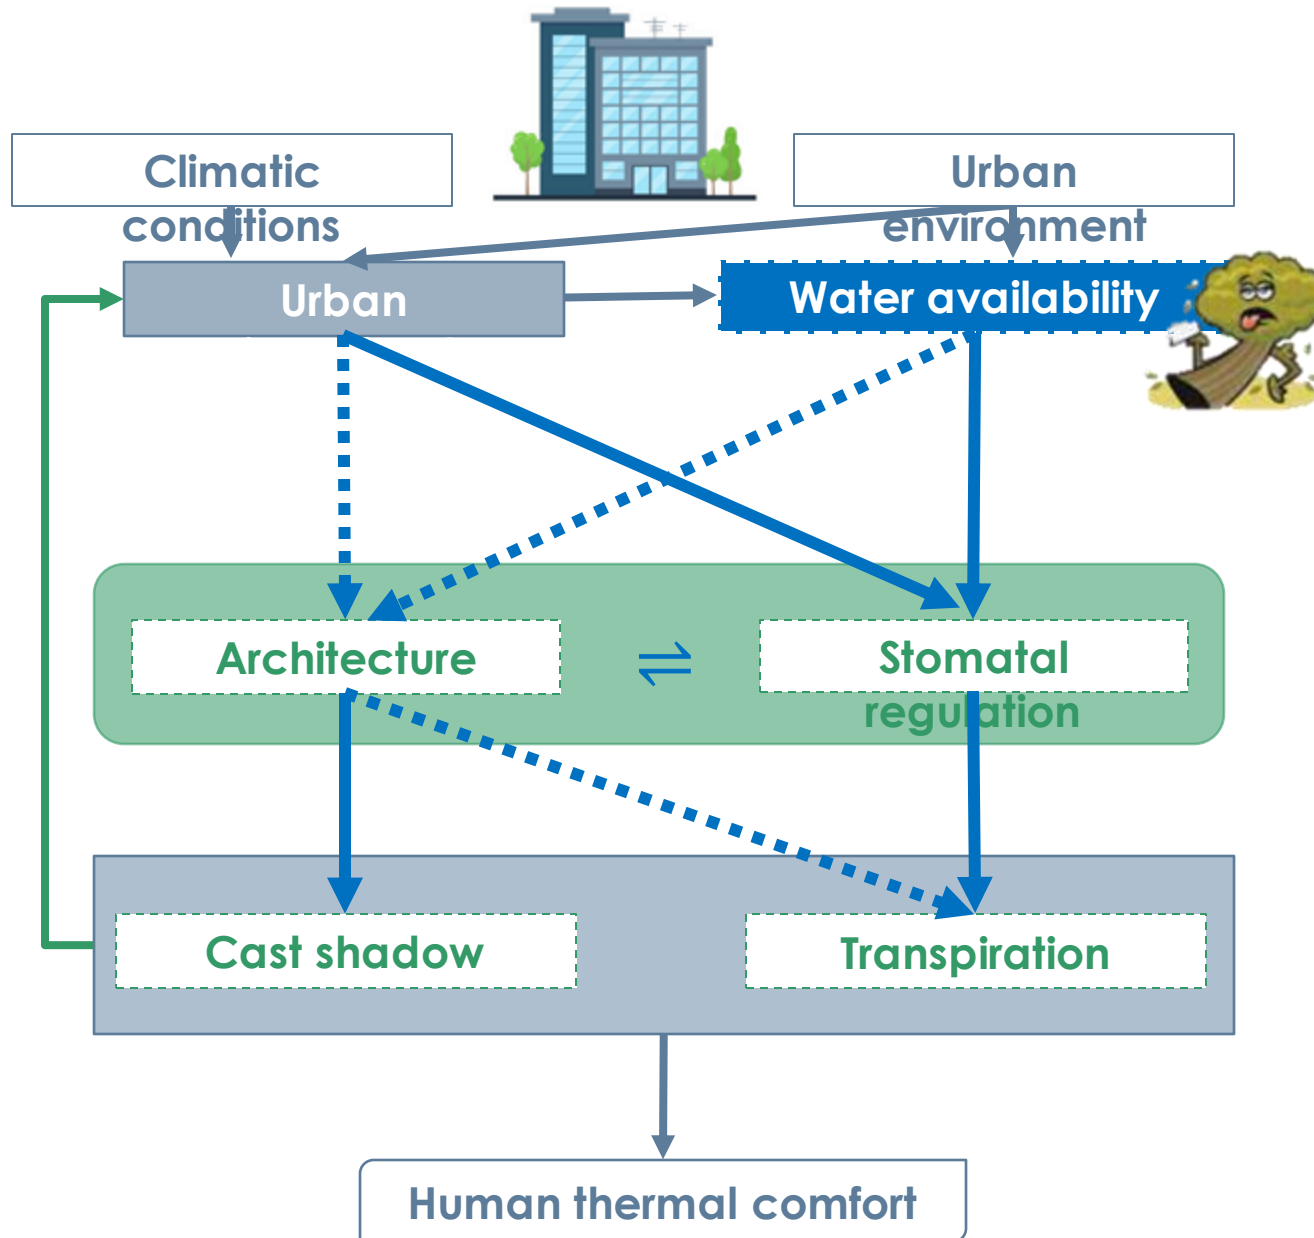 Climatic
conditions
Urban
environment
Urban
Water availability
Architecture
Stomatal
regulation
Cast shadow
Transpiration
Human thermal comfort